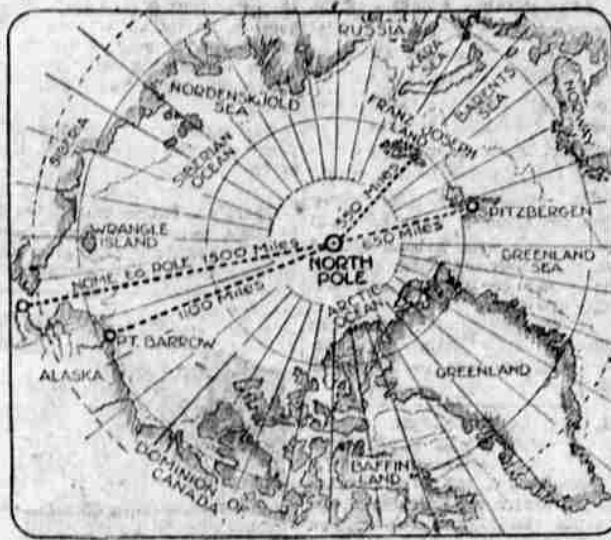 RUSSIA
KARA
SEA
NORDENSKJOLD
SEA
FRANZ JOSEPH
LAND
BARENTS
SEA
NORWAY
SIBERIA
SIBERIAN
OCEAN
550 MILES
SPITZBERGEN
650 MILES
WRANGLE
ISLAND
NOME to POLE 1500 Miles
NORTH
POLE
GREENLAND
SEA
1100 Miles
ARCTIC
OCEAN
PT. BARROW
ALASKA
GREENLAND
DOMINION OF
CANADA
BAFFIN
LAND